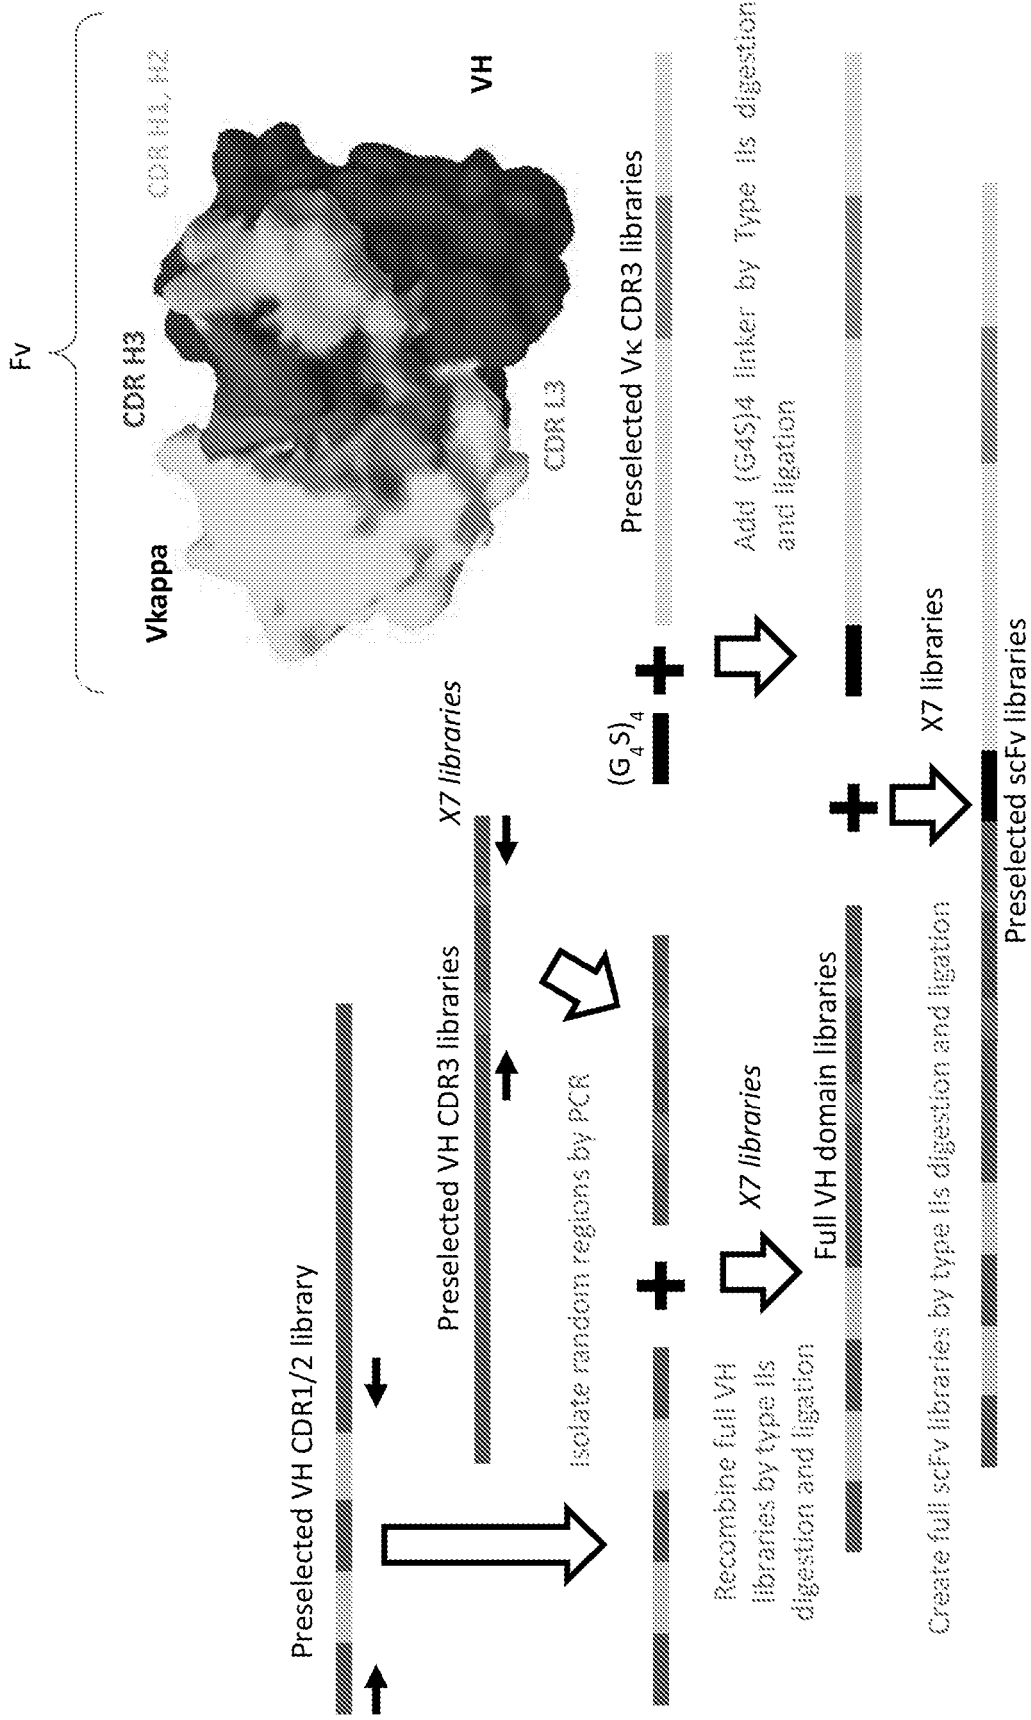 Fv
CDR H1, H2
CDR H3
Vkappa
VH
CDR L3
Preselected VH CDR1/2 library
Preselected VH CDR3 libraries
X7 libraries
Isolate random regions by PCR
(G4S)4
Preselected Vκ CDR3 libraries
Recombine full VH
libraries by type IIs
digestion and ligation
X7 libraries
Add (G4S)4 linker by Type IIs digestion
and ligation
Full VH domain libraries
Create full scFv libraries by type IIs digestion and ligation
X7 libraries
Preselected scFv libraries